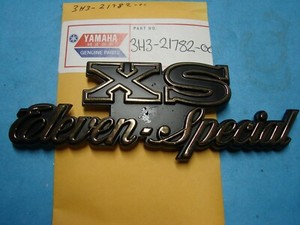 3H3-21782-00
PART NO.
YAMAHA
GENUINE PARTS
3H3-21782-00
XS
Eleven-Special